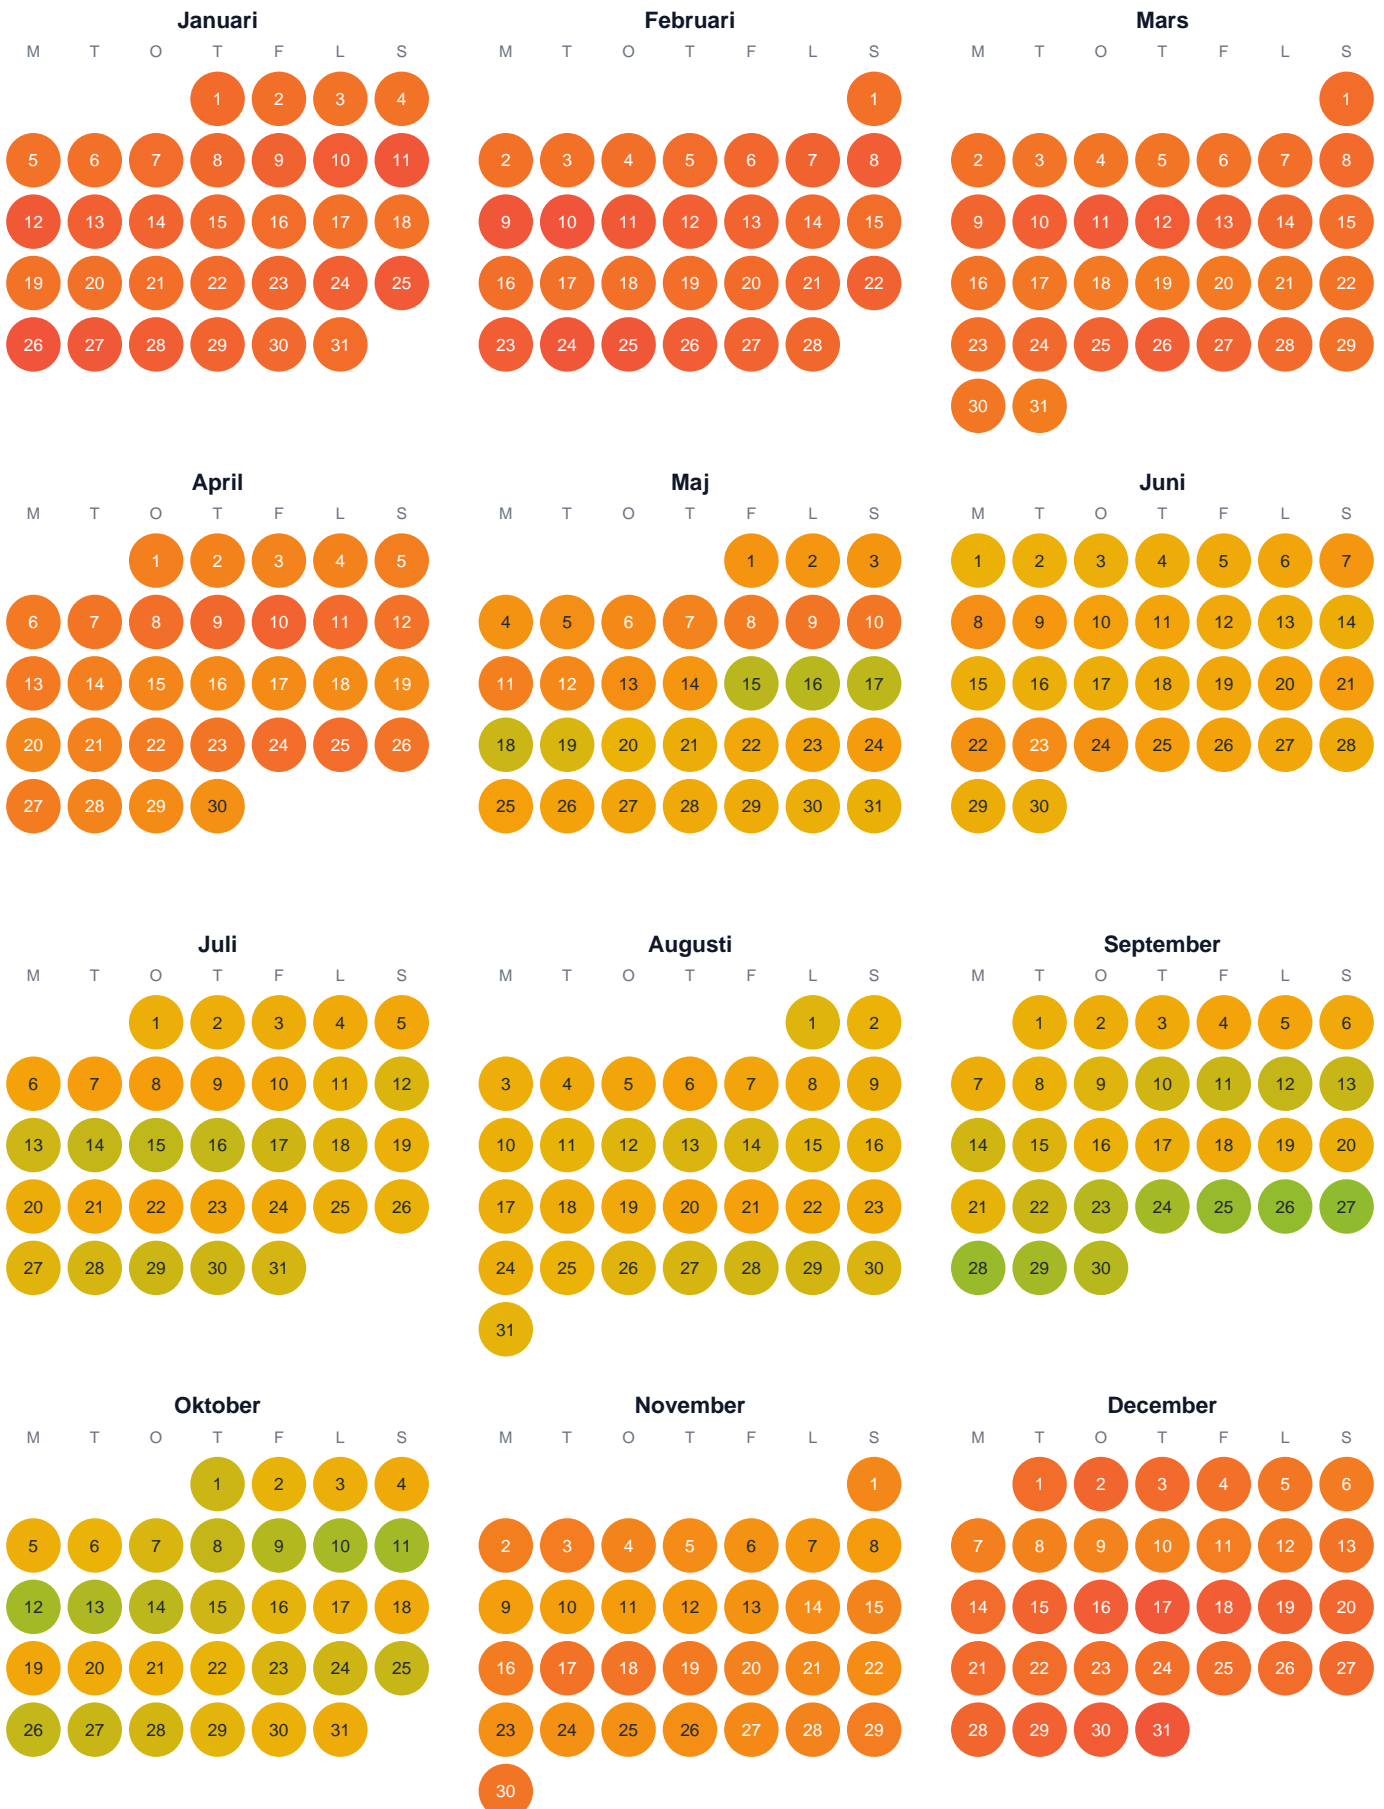 Januari Februari Mars
M T O T F L S M T O T F L S M T O T F L S
1 2 3 4 1 1
5 6 7 8 9 10 11 2 3 4 5 6 7 8 2 3 4 5 6 7 8
12 13 14 15 16 17 18 9 10 11 12 13 14 15 9 10 11 12 13 14 15
19 20 21 22 23 24 25 16 17 18 19 20 21 22 16 17 18 19 20 21 22
26 27 28 29 30 31 23 24 25 26 27 28 23 24 25 26 27 28 29
30 31
April Maj Juni
M T O T F L S M T O T F L S M T O T F L S
1 2 3 4 5 1 2 3 1 2 3 4 5 6 7
6 7 8 9 10 11 12 4 5 6 7 8 9 10 8 9 10 11 12 13 14
13 14 15 16 17 18 19 11 12 13 14 15 16 17 15 16 17 18 19 20 21
20 21 22 23 24 25 26 18 19 20 21 22 23 24 22 23 24 25 26 27 28
27 28 29 30 25 26 27 28 29 30 31 29 30
Juli Augusti September
M T O T F L S M T O T F L S M T O T F L S
1 2 3 4 5 1 2 1 2 3 4 5 6
6 7 8 9 10 11 12 3 4 5 6 7 8 9 7 8 9 10 11 12 13
13 14 15 16 17 18 19 10 11 12 13 14 15 16 14 15 16 17 18 19 20
20 21 22 23 24 25 26 17 18 19 20 21 22 23 21 22 23 24 25 26 27
27 28 29 30 31 24 25 26 27 28 29 30 28 29 30
31
Oktober November December
M T O T F L S M T O T F L S M T O T F L S
1 2 3 4 1 1 2 3 4 5 6
5 6 7 8 9 10 11 2 3 4 5 6 7 8 7 8 9 10 11 12 13
12 13 14 15 16 17 18 9 10 11 12 13 14 15 14 15 16 17 18 19 20
19 20 21 22 23 24 25 16 17 18 19 20 21 22 21 22 23 24 25 26 27
26 27 28 29 30 31 23 24 25 26 27 28 29 28 29 30 31
30